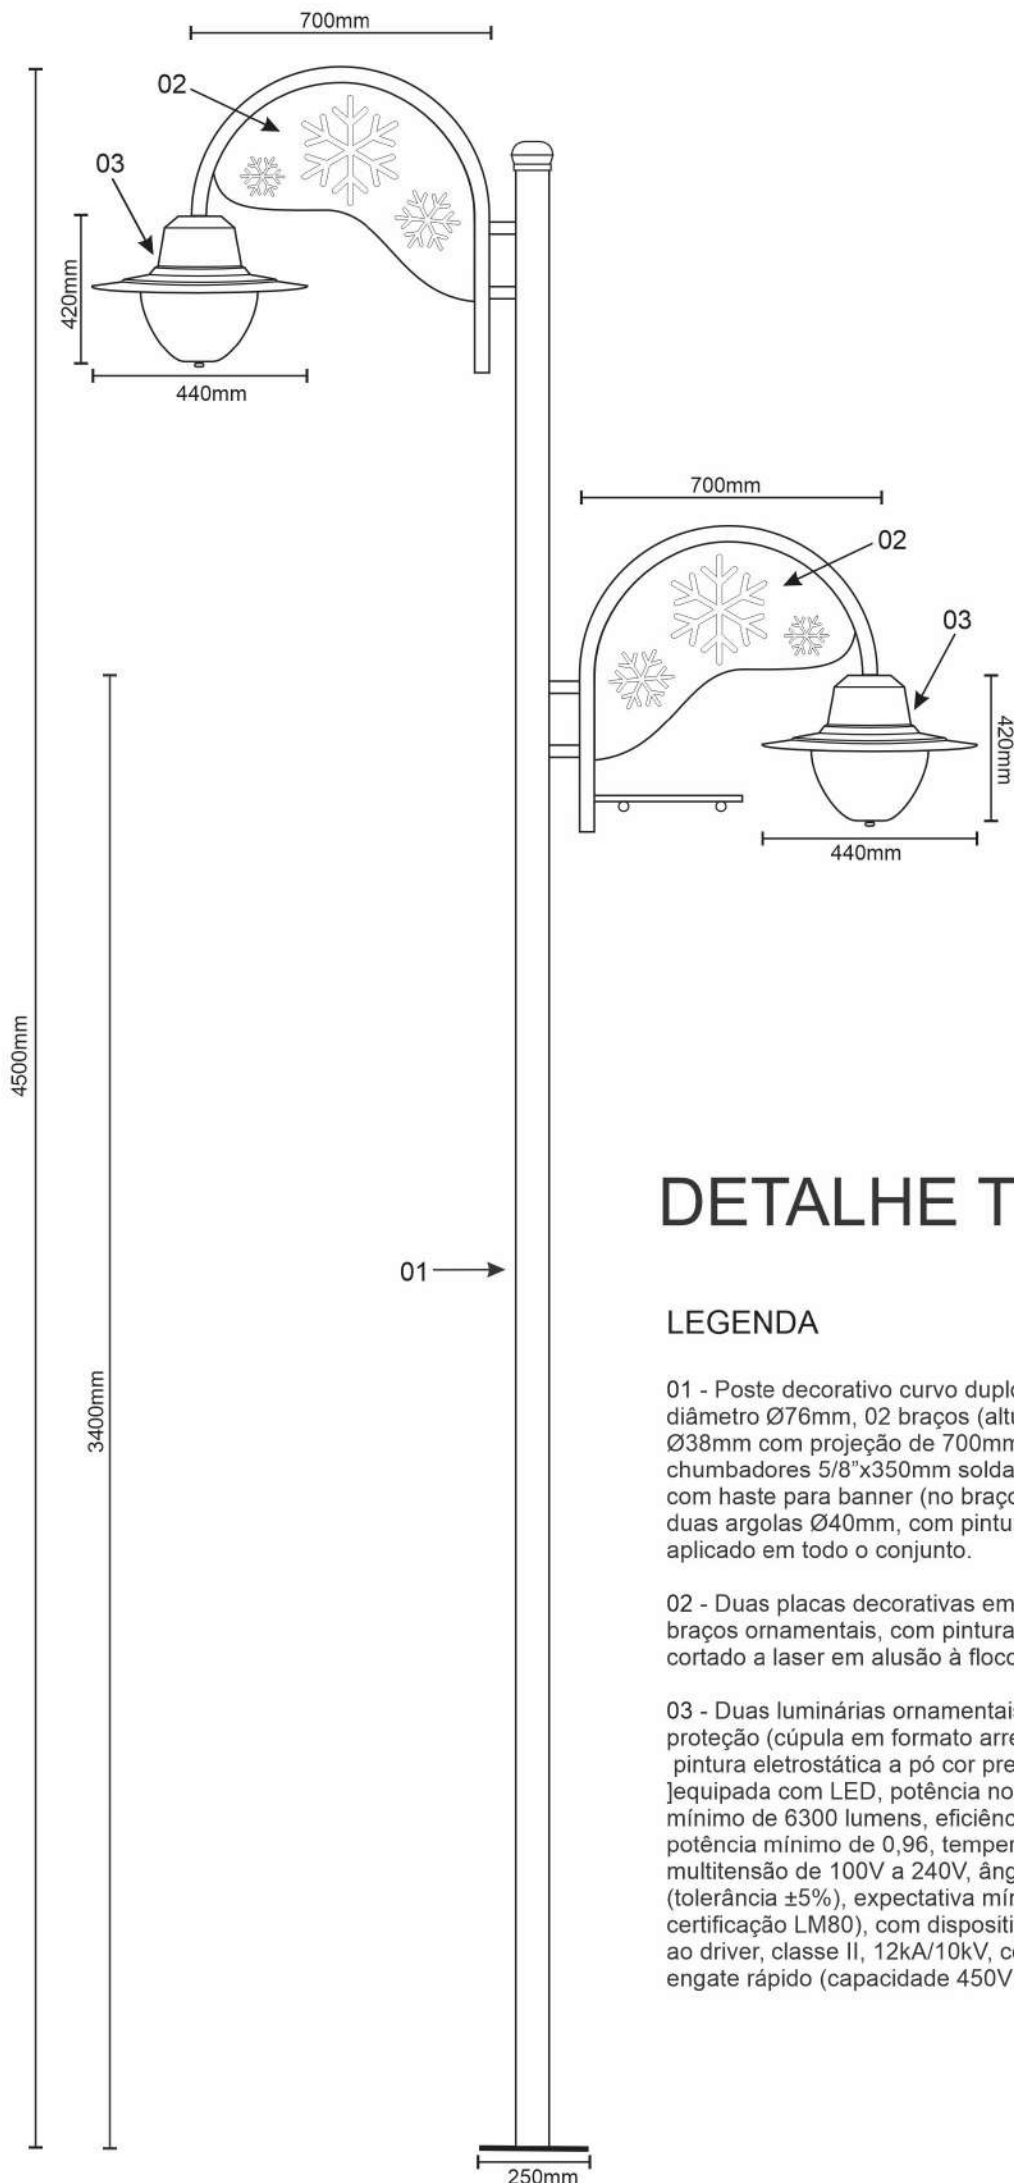 700mm
02
03
420mm
440mm
700mm
02
03
420mm
440mm
4500mm
3400mm
01
DETALHE T
LEGENDA
01 - Poste decorativo curvo duplo
diâmetro Ø76mm, 02 braços (altu
Ø38mm com projeção de 700mm
chumbadores 5/8”x350mm solda
com haste para banner (no braço
duas argolas Ø40mm, com pintu
aplicado em todo o conjunto.
02 - Duas placas decorativas em
braços ornamentais, com pintura
cortado a laser em alusão à floco
03 - Duas luminárias ornamentais
proteção (cúpula em formato arre
pintura eletrostática a pó cor pre
]equipada com LED, potência no
mínimo de 6300 lumens, eficiênc
potência mínimo de 0,96, temper
multitensão de 100V a 240V, âng
(tolerância ±5%), expectativa mír
certificação LM80), com dispositi
ao driver, classe II, 12kA/10kV, c
engate rápido (capacidade 450V
250mm